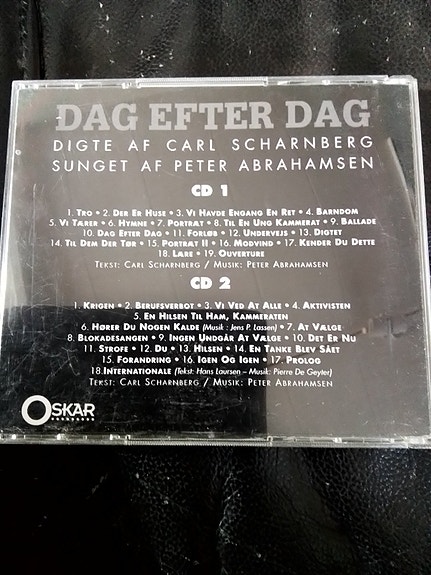 DAG EFTER DAG
DIGTE AF CARL SCHARNBERG
SUNGET AF PETER ABRAHAMSEN
CD 1
1. TRO • 2. DER ER HUSE • 3. VI HAVDE ENGANG EN RET • 4. BARNDOM
5. VI TÆRER • 6. HYMNE • 7. PORTRÆT • 8. TIL EN UNG KAMMERAT • 9. BALLADE
10. DAG EFTER DAG • 11. FORLØB • 12. UNDERVEJS • 13. DIGTET
14. TIL DEM DER TØR • 15. PORTRÆT II • 16. MODVIND • 17. KENDER DU DETTE
18. LÆRE • 19. OUVERTURE
TEKST: CARL SCHARNBERG / MUSIK: PETER ABRAHAMSEN
CD 2
1. KRIGEN • 2. BERUFSVERBOT • 3. VI VED AT ALLE • 4. AKTIVISTEN
5. EN HILSEN TIL HAM, KAMMERATEN
6. HØRER DU NOGEN KALDE (Musik : Jens P. Lassen) • 7. AT VÆLGE
8. BLOKADESANGEN • 9. INGEN UNDGÅR AT VÆLGE • 10. DET ER NU
11. STROFE • 12. DU • 13. HILSEN • 14. EN TANKE BLEV SÅET
15. FORANDRING • 16. IGEN OG IGEN • 17. PROLOG
18. INTERNATIONALE (Tekst: Hans Laursen – Musik: Pierre De Geyter)
TEKST: CARL SCHARNBERG / MUSIK: PETER ABRAHAMSEN
OSKAR